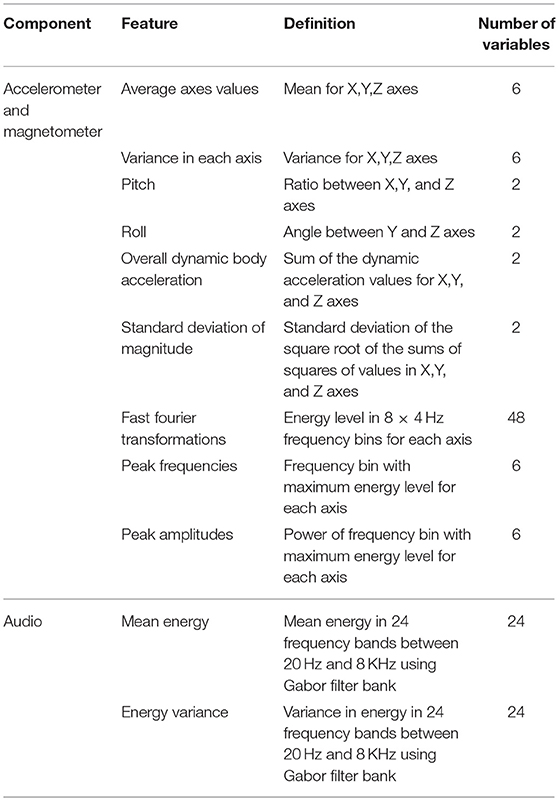 Component Feature Definition Number of
variables
Accelerometer Average axes values Mean for X,Y,Z axes 6
and
magnetometer
Variance in each axis Variance for X,Y,Z axes 6
Pitch Ratio between X,Y, and Z 2
axes
Roll Angle between Y and Z axes 2
Overall dynamic body Sum of the dynamic 2
acceleration acceleration values for X,Y,
and Z axes
Standard deviation of Standard deviation of the 2
magnitude square root of the sums of
squares of values in X,Y,
and Z axes
Fast fourier Energy level in 8 × 4 Hz 48
transformations frequency bins for each axis
Peak frequencies Frequency bin with 6
maximum energy level for
each axis
Peak amplitudes Power of frequency bin with 6
maximum energy level for
each axis
Audio Mean energy Mean energy in 24 24
frequency bands between
20 Hz and 8 KHz using
Gabor filter bank
Energy variance Variance in energy in 24 24
frequency bands between
20 Hz and 8 KHz using
Gabor filter bank